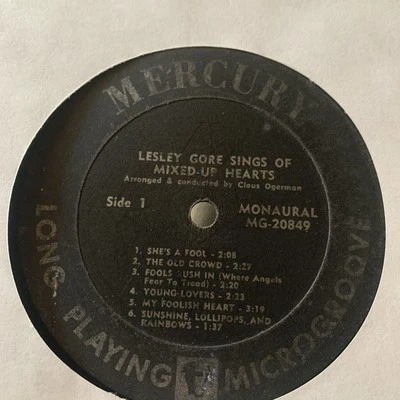 MERCURY
LESLEY GORE SINGS OF
MIXED-UP HEARTS
Arranged & conducted by Claus Ogerman
Side 1
MONAURAL
MG-20849
1. SHE'S A FOOL - 2:08
2. THE OLD CROWD - 2:27
3. FOOLS RUSH IN (Where Angels
Fear To Tread) - 2:20
4. YOUNG LOVERS - 2:23
5. MY FOOLISH HEART - 3:19
6. SUNSHINE, LOLLIPOPS, AND
RAINBOWS - 1:37
LONG PLAYING MICROGROOVE